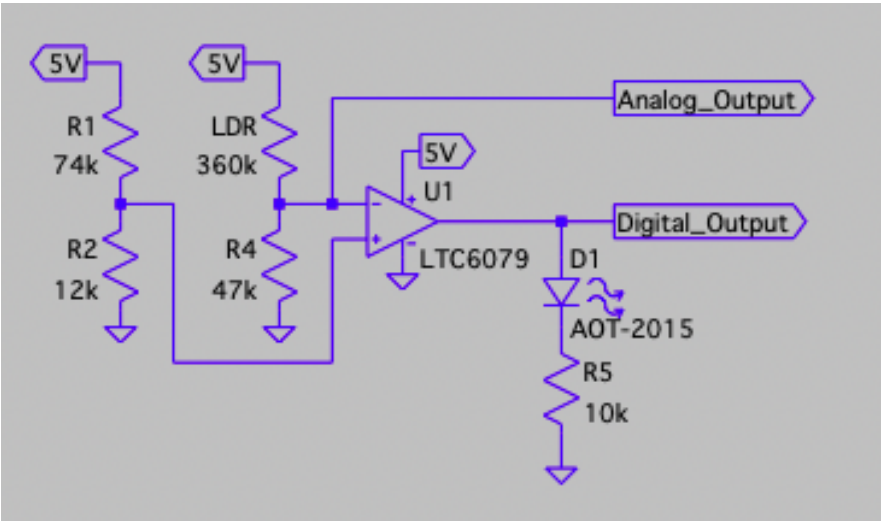 5V
R1
74k
R2
12k
5V
LDR
360k
R4
47k
Analog_Output
5V
U1
-
+
+
-
LTC6079
Digital_Output
D1
AOT-2015
R5
10k